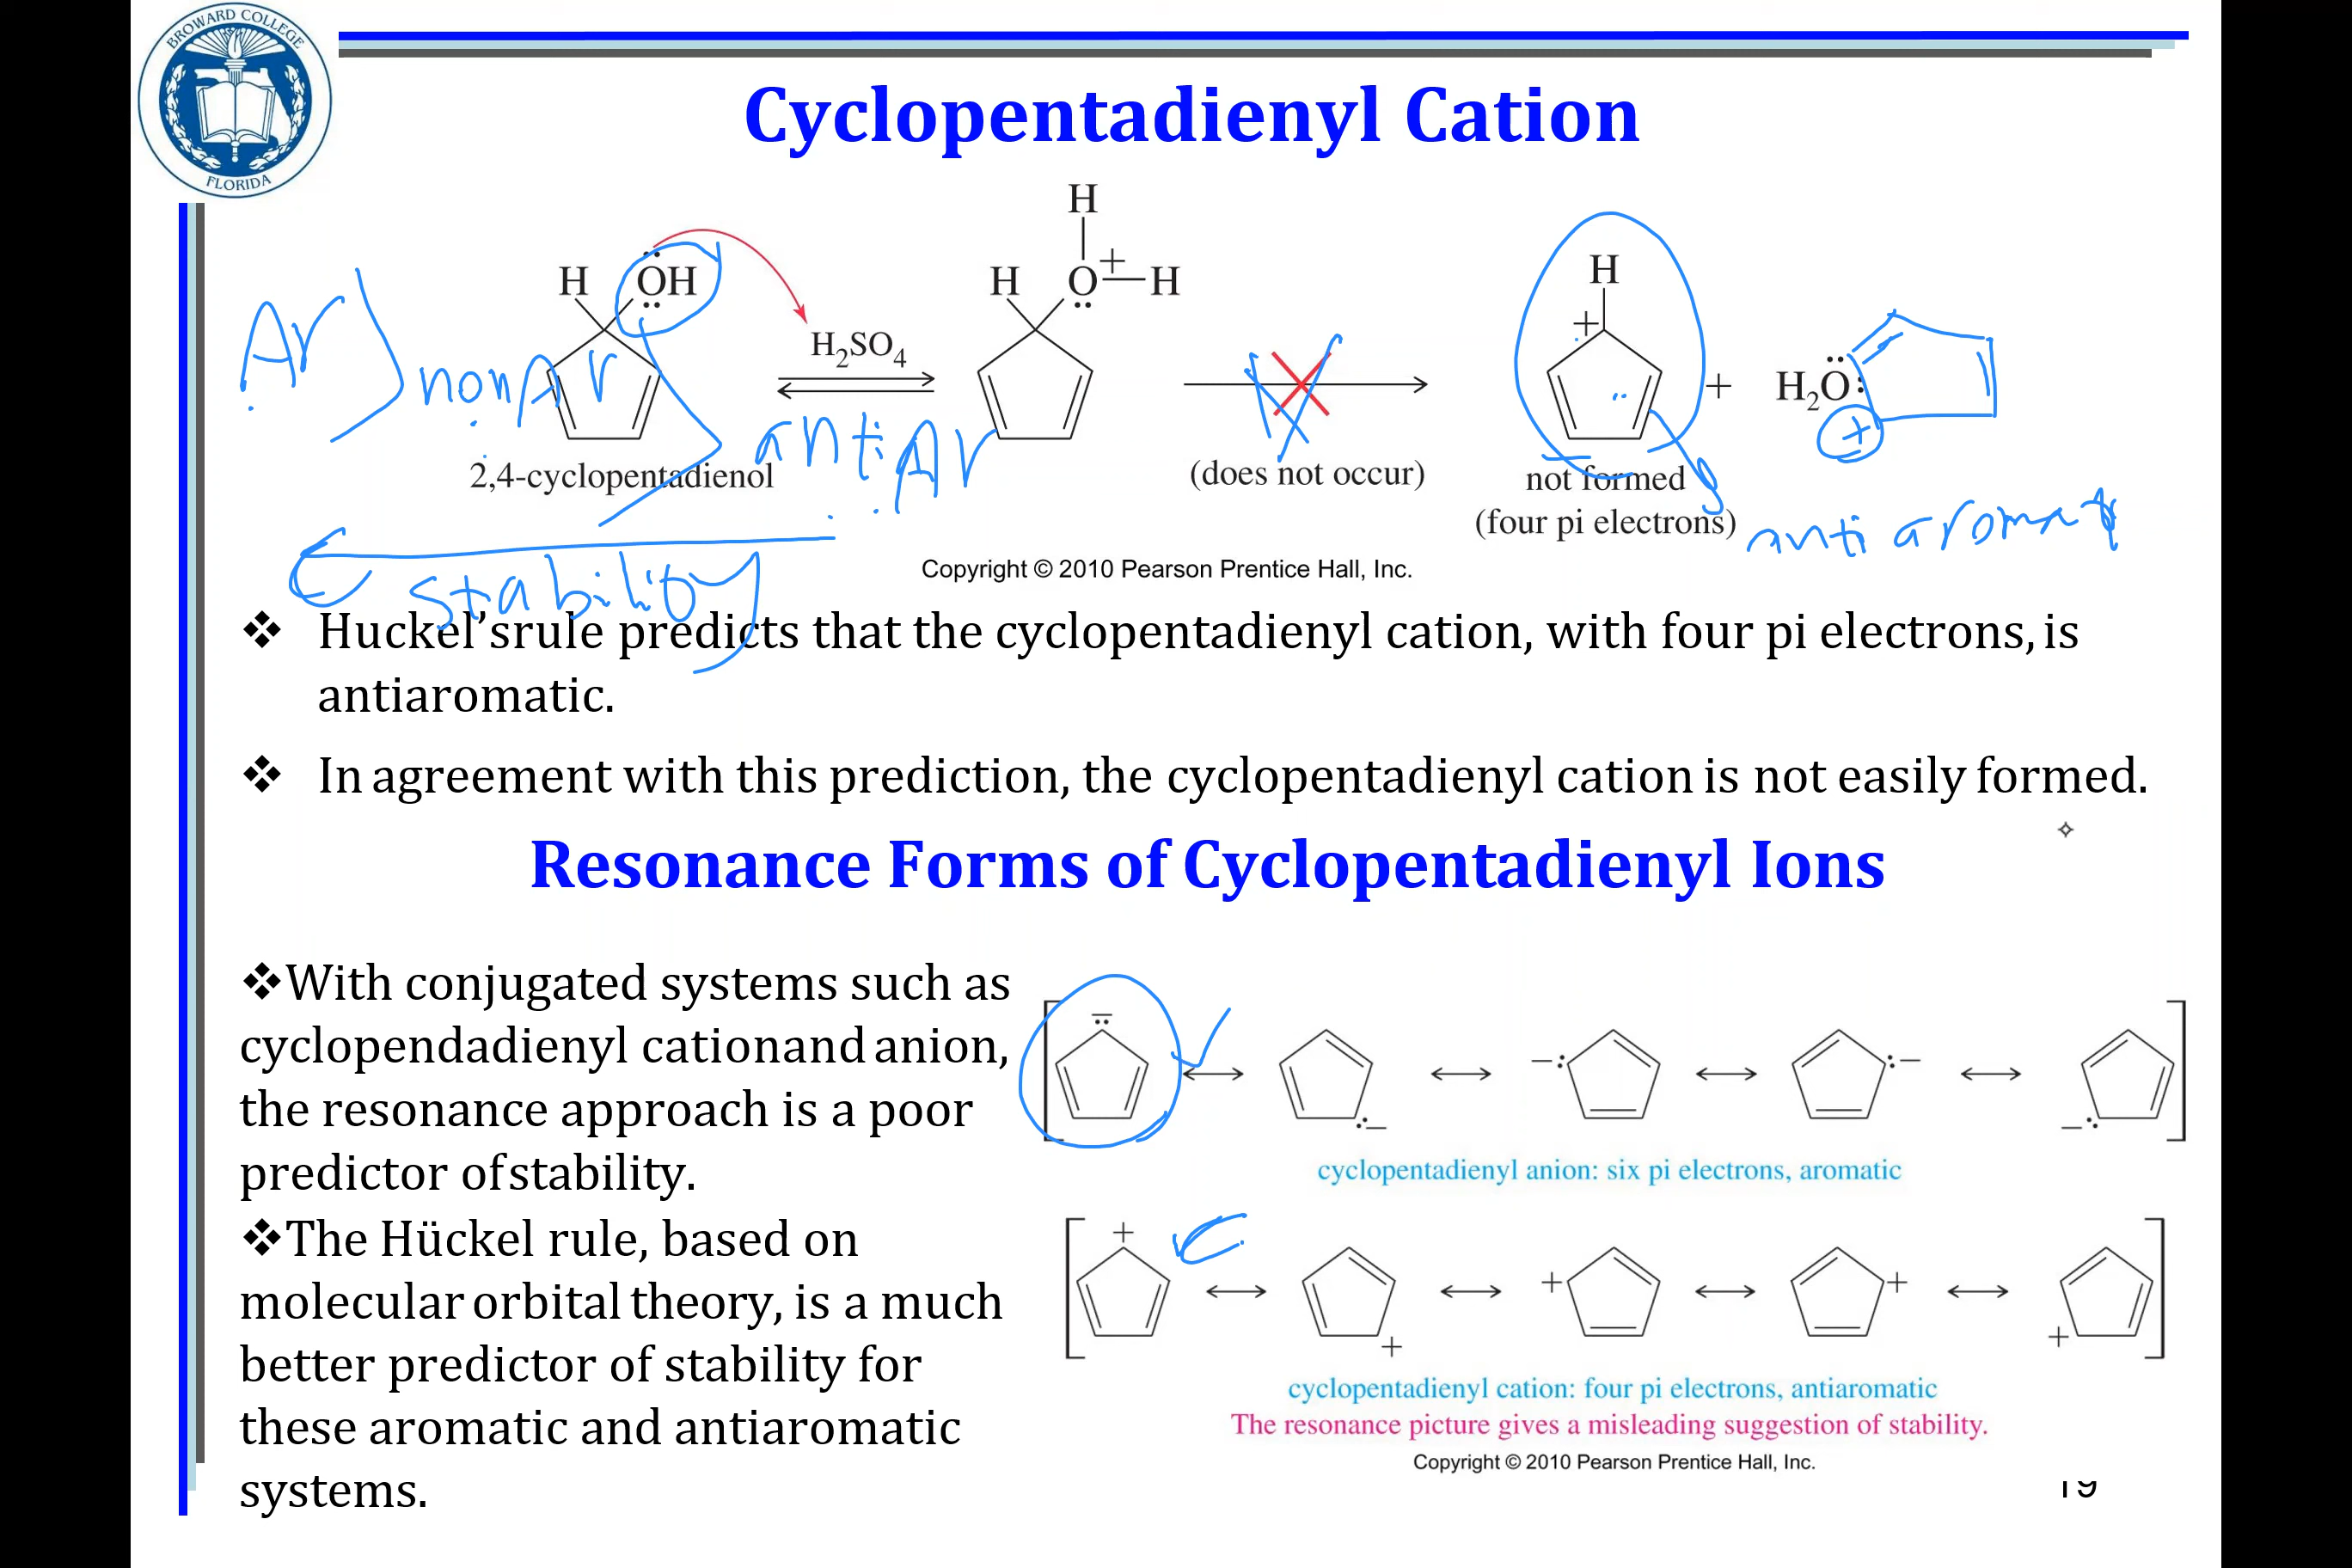 BROWARD COLLEGE
FLORIDA
Cyclopentadienyl Cation
H
H OH H O + H H
H2SO4 + + H2O:
Ar > non Ar > anti Ar
2,4-cyclopentadienol (does not occur) not formed
(four pi electrons) anti aromat
Copyright © 2010 Pearson Prentice Hall, Inc.
stability
❖ Huckel'srule predicts that the cyclopentadienyl cation, with four pi electrons, is
antiaromatic.
❖ In agreement with this prediction, the cyclopentadienyl cation is not easily formed.
Resonance Forms of Cyclopentadienyl Ions
❖With conjugated systems such as
cyclopendadienyl cationand anion,
the resonance approach is a poor
predictor ofstability.
❖The Hückel rule, based on
molecular orbital theory, is a much
better predictor of stability for
these aromatic and antiaromatic
systems.
cyclopentadienyl anion: six pi electrons, aromatic
+ + + + +
cyclopentadienyl cation: four pi electrons, antiaromatic
The resonance picture gives a misleading suggestion of stability.
Copyright © 2010 Pearson Prentice Hall, Inc.
19